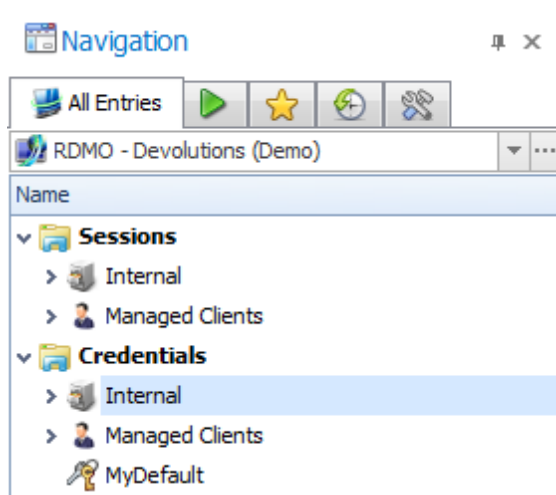 Navigation
All Entries
RDMO - Devolutions (Demo)
Name
Sessions
Internal
Managed Clients
Credentials
Internal
Managed Clients
MyDefault